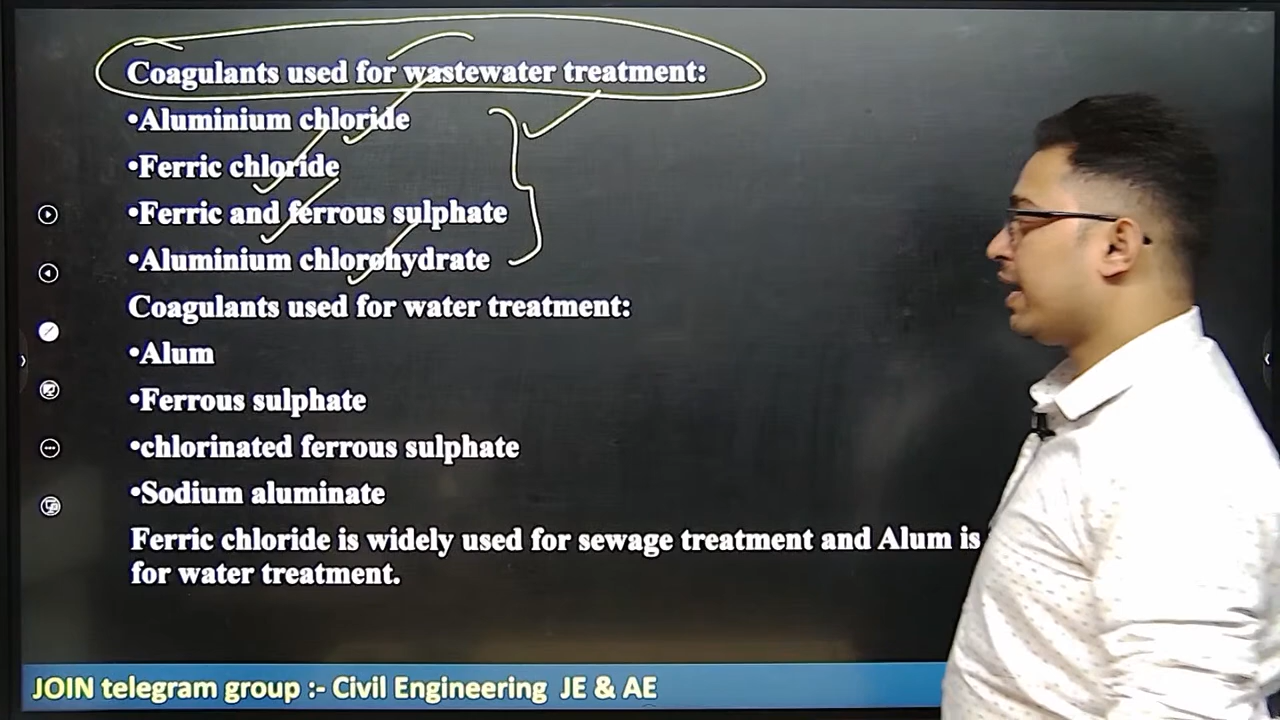 Coagulants used for wastewater treatment:
•Aluminium chloride
•Ferric chloride
•Ferric and ferrous sulphate
•Aluminium chlorohydrate
Coagulants used for water treatment:
•Alum
•Ferrous sulphate
•chlorinated ferrous sulphate
•Sodium aluminate
Ferric chloride is widely used for sewage treatment and Alum is
for water treatment.
JOIN telegram group :- Civil Engineering JE & AE